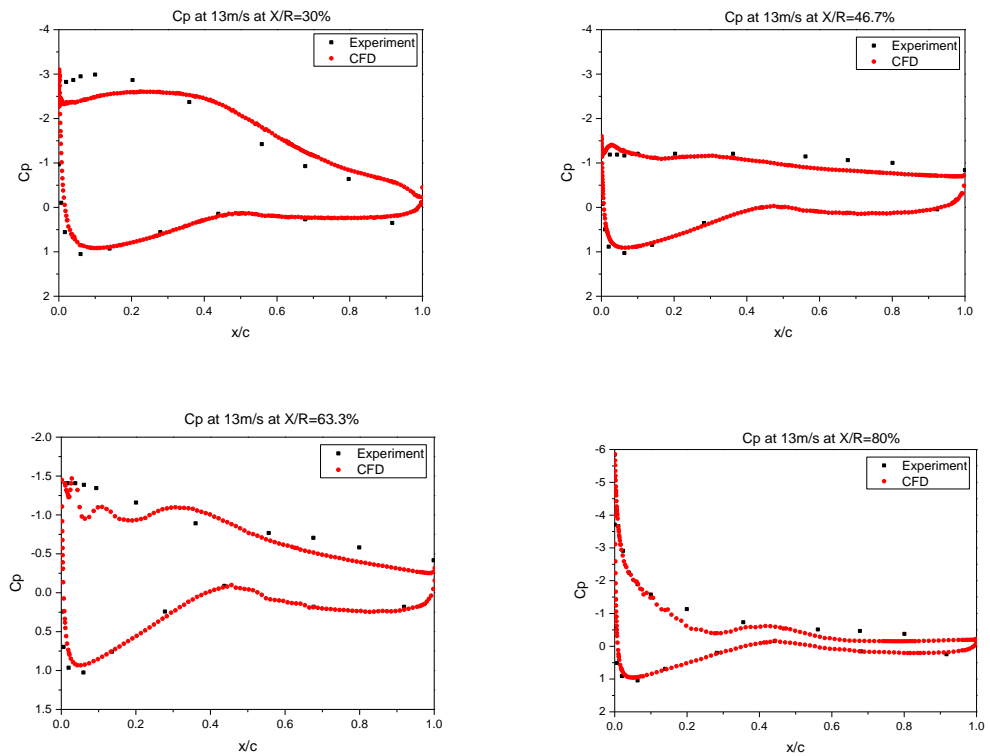 Cp at 13m/s at X/R=30%
-4
-3
-2
-1
0
1
2
Cp
Experiment
CFD
0.0 0.2 0.4 0.6 0.8 1.0
x/c
Cp at 13m/s at X/R=46.7%
-4
-3
-2
-1
0
1
2
Cp
Experiment
CFD
0.0 0.2 0.4 0.6 0.8 1.0
x/c
Cp at 13m/s at X/R=63.3%
-2.0
-1.5
-1.0
-0.5
0.0
0.5
1.0
1.5
Cp
Experiment
CFD
0.0 0.2 0.4 0.6 0.8 1.0
x/c
Cp at 13m/s at X/R=80%
-6
-5
-4
-3
-2
-1
0
1
2
Cp
Experiment
CFD
0.0 0.2 0.4 0.6 0.8 1.0
x/c